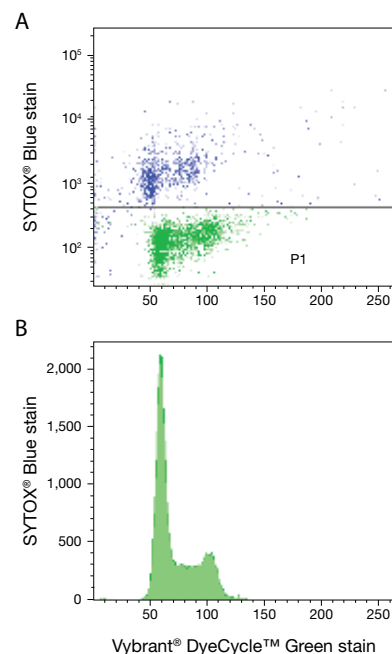 A
SYTOX® Blue stain
10⁵
10⁴
10³
10²
P1
50 100 150 200 250
B
SYTOX® Blue stain
2,000
1,500
1,000
500
0
50 100 150 200 250
Vybrant® DyeCycle™ Green stain